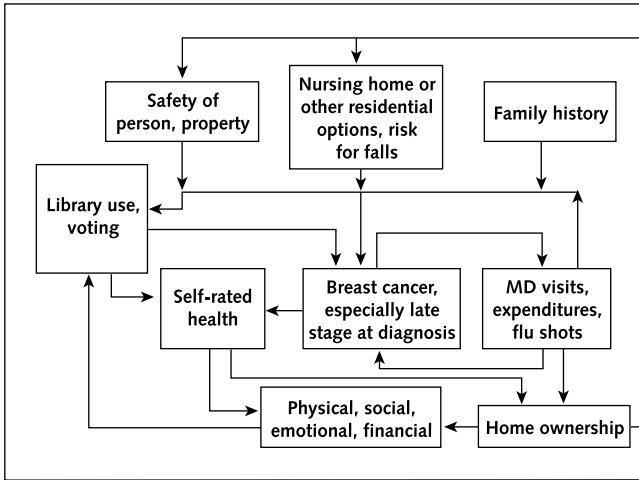 Safety of
person, property
Nursing home or
other residential
options, risk
for falls
Family history
Library use,
voting
Self-rated
health
Breast cancer,
especially late
stage at diagnosis
MD visits,
expenditures,
flu shots
Physical, social,
emotional, financial
Home ownership